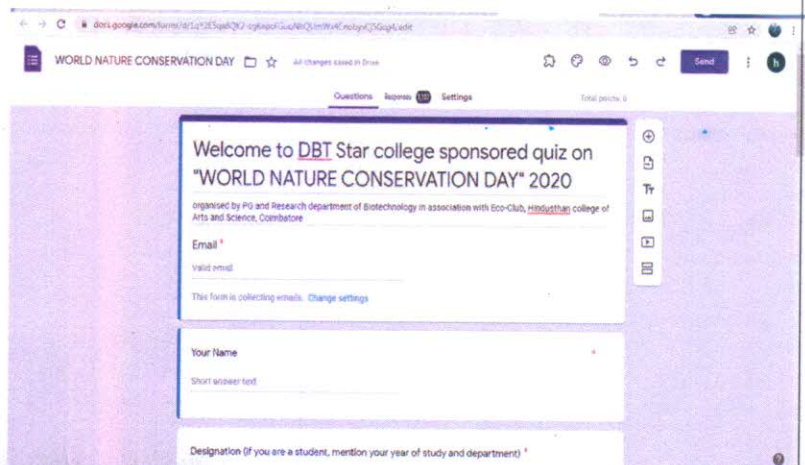 WORLD NATURE CONSERVATION DAY
All changes saved in Drive
Send
h
Questions Responses Settings
Total points: 0
Welcome to DBT Star college sponsored quiz on
"WORLD NATURE CONSERVATION DAY" 2020
organised by PG and Research department of Biotechnology in association with Eco-Club, Hindusthan college of
Arts and Science, Coimbatore
Email *
Valid email
This form is collecting emails. Change settings
Your Name *
Short answer text
Designation (if you are a student, mention your year of study and department) *